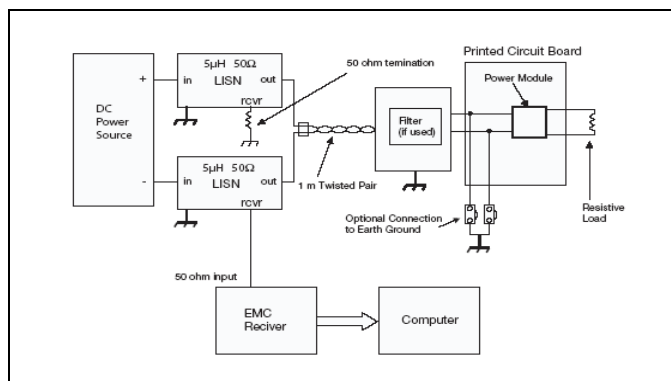 50 ohm temination
Printed Circuit Board
Power Module
5µH 50Ω
LISN
in
out
rcvr
+
DC
Power
Source
-
Filter
(if used)
5µH 50Ω
LISN
in
out
rcvr
1 m Twisted Pair
Optional Connection
to Earth Ground
Resistive
Load
50 ohm input
EMC
Reciver
Computer